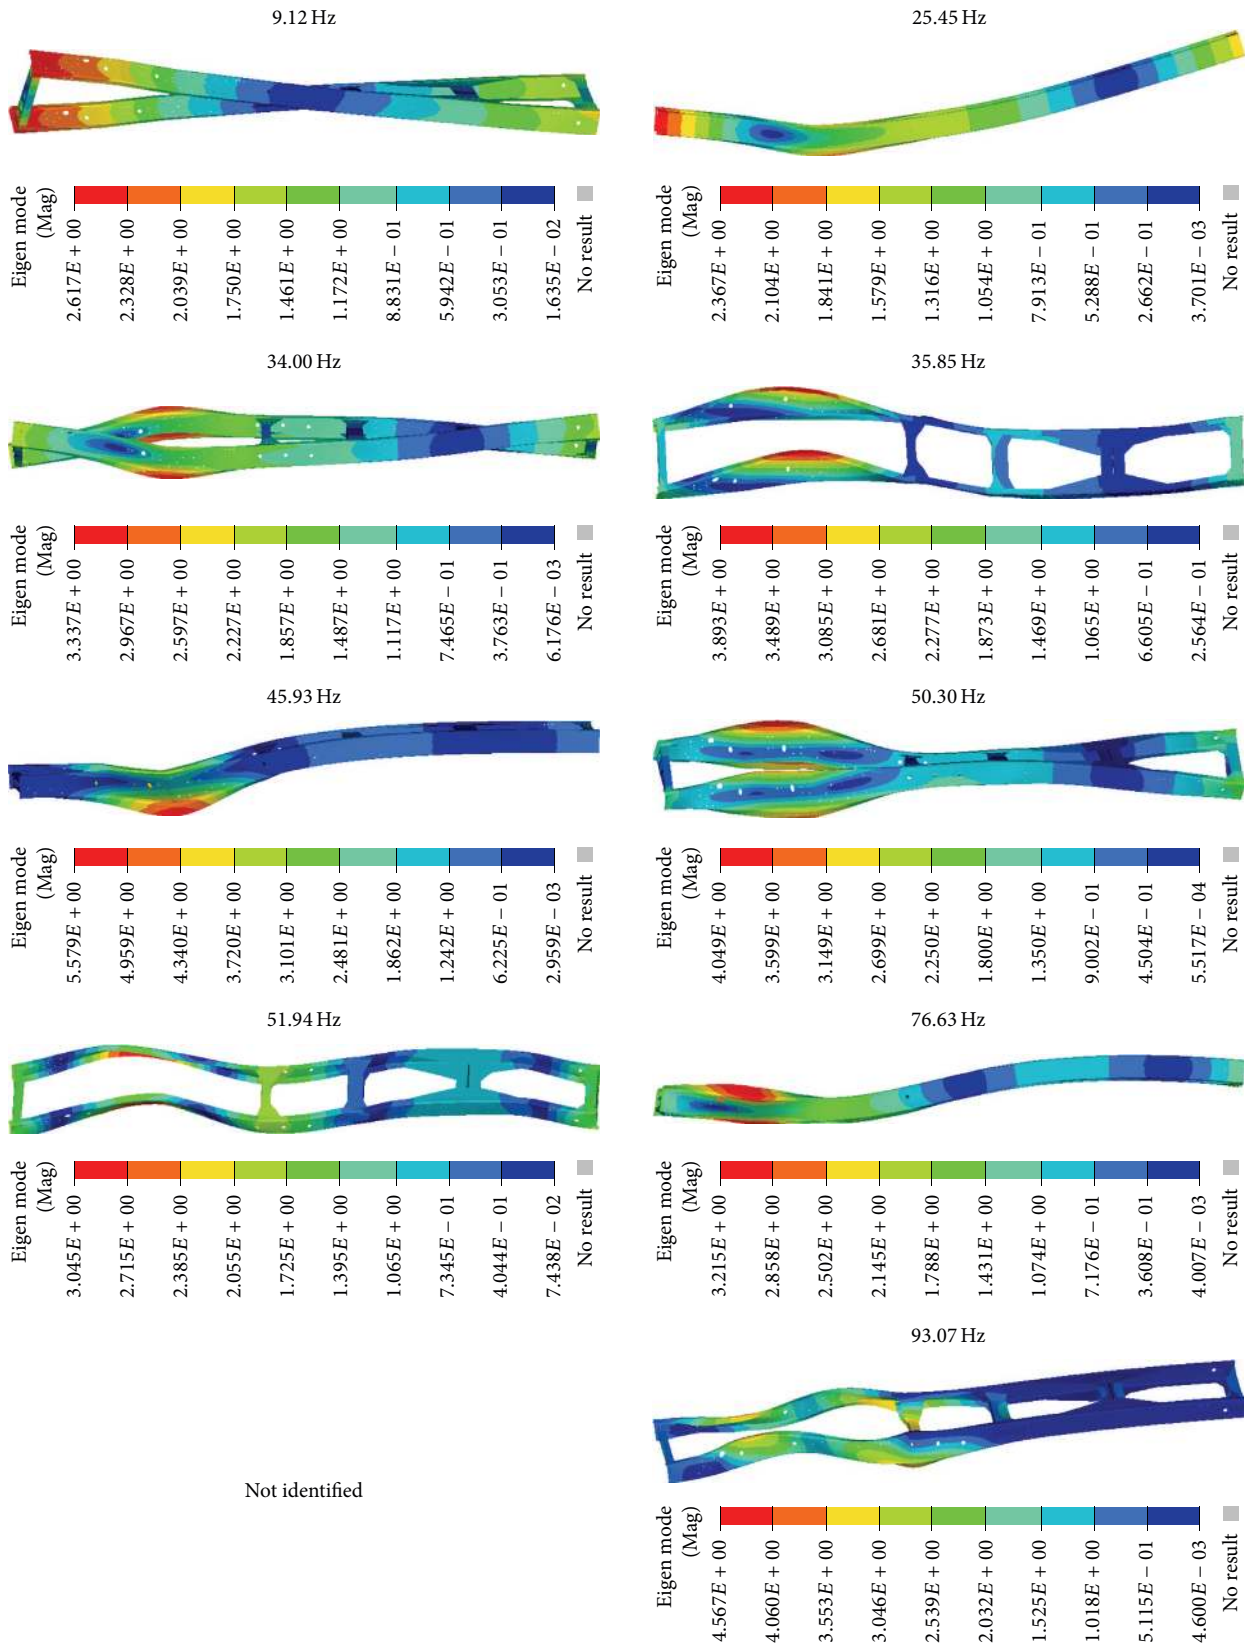 9.12 Hz
Eigen mode
(Mag)
2.617E + 00
2.328E + 00
2.039E + 00
1.750E + 00
1.461E + 00
1.172E + 00
8.831E − 01
5.942E − 01
3.053E − 01
1.635E − 02
No result
25.45 Hz
Eigen mode
(Mag)
2.367E + 00
2.104E + 00
1.841E + 00
1.579E + 00
1.316E + 00
1.054E + 00
7.913E − 01
5.288E − 01
2.662E − 01
3.701E − 03
No result
34.00 Hz
Eigen mode
(Mag)
3.337E + 00
2.967E + 00
2.597E + 00
2.227E + 00
1.857E + 00
1.487E + 00
1.117E + 00
7.465E − 01
3.763E − 01
6.176E − 03
No result
35.85 Hz
Eigen mode
(Mag)
3.893E + 00
3.489E + 00
3.085E + 00
2.681E + 00
2.277E + 00
1.873E + 00
1.469E + 00
1.065E + 00
6.605E − 01
2.564E − 01
No result
45.93 Hz
Eigen mode
(Mag)
5.579E + 00
4.959E + 00
4.340E + 00
3.720E + 00
3.101E + 00
2.481E + 00
1.862E + 00
1.242E + 00
6.225E − 01
2.959E − 03
No result
50.30 Hz
Eigen mode
(Mag)
4.049E + 00
3.599E + 00
3.149E + 00
2.699E + 00
2.250E + 00
1.800E + 00
1.350E + 00
9.002E − 01
4.504E − 01
5.517E − 04
No result
51.94 Hz
Eigen mode
(Mag)
3.045E + 00
2.715E + 00
2.385E + 00
2.055E + 00
1.725E + 00
1.395E + 00
1.065E + 00
7.345E − 01
4.044E − 01
7.438E − 02
No result
76.63 Hz
Eigen mode
(Mag)
3.215E + 00
2.858E + 00
2.502E + 00
2.145E + 00
1.788E + 00
1.431E + 00
1.074E + 00
7.176E − 01
3.608E − 01
4.007E − 03
No result
Not identified
93.07 Hz
Eigen mode
(Mag)
4.567E + 00
4.060E + 00
3.553E + 00
3.046E + 00
2.539E + 00
2.032E + 00
1.525E + 00
1.018E + 00
5.115E − 01
4.600E − 03
No result